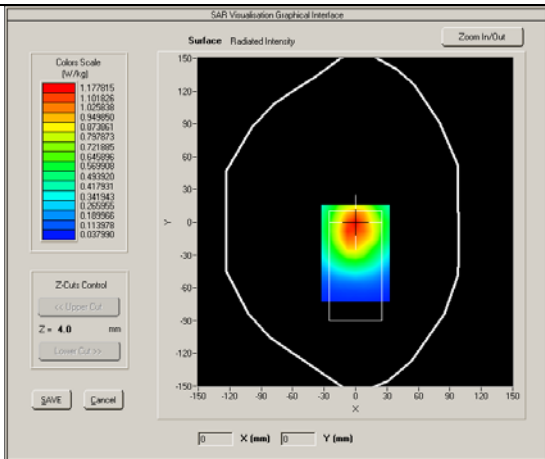 SAR Visualisation Graphical Interface
Surface Radiated Intensity
Zoom In/Out
Colors Scale
(W/kg)
1.177815
1.101826
1.025838
0.949850
0.873861
0.797873
0.721885
0.645896
0.569908
0.493920
0.417931
0.341943
0.265955
0.189966
0.113978
0.037990
Z-Cuts Control
<< Upper Cut
Z = 4.0 mm
Lower Cut >>
SAVE Cancel
Y
150
120
90
60
30
0
-30
-60
-90
-120
-150
-150 -120 -90 -60 -30 0 30 60 90 120 150
X
0 X (mm) 0 Y (mm)